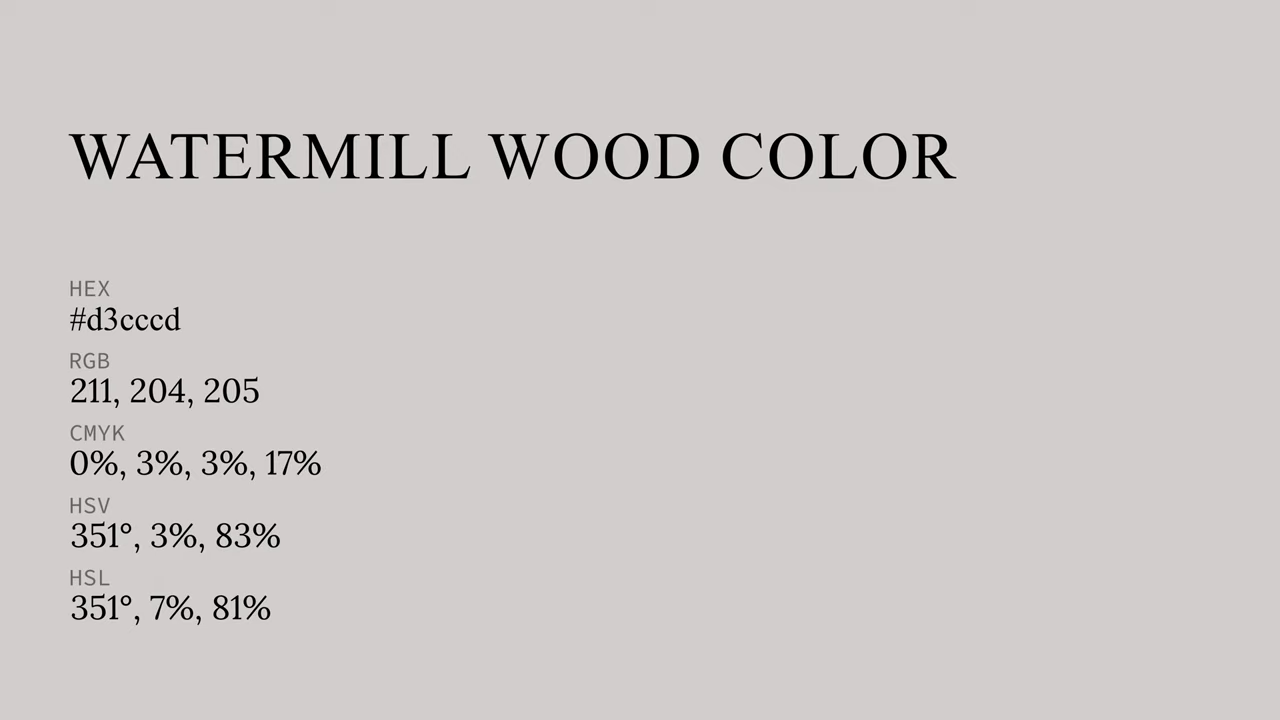 WATERMILL WOOD COLOR
HEX
#d3cccd
RGB
211, 204, 205
CMYK
0%, 3%, 3%, 17%
HSV
351°, 3%, 83%
HSL
351°, 7%, 81%